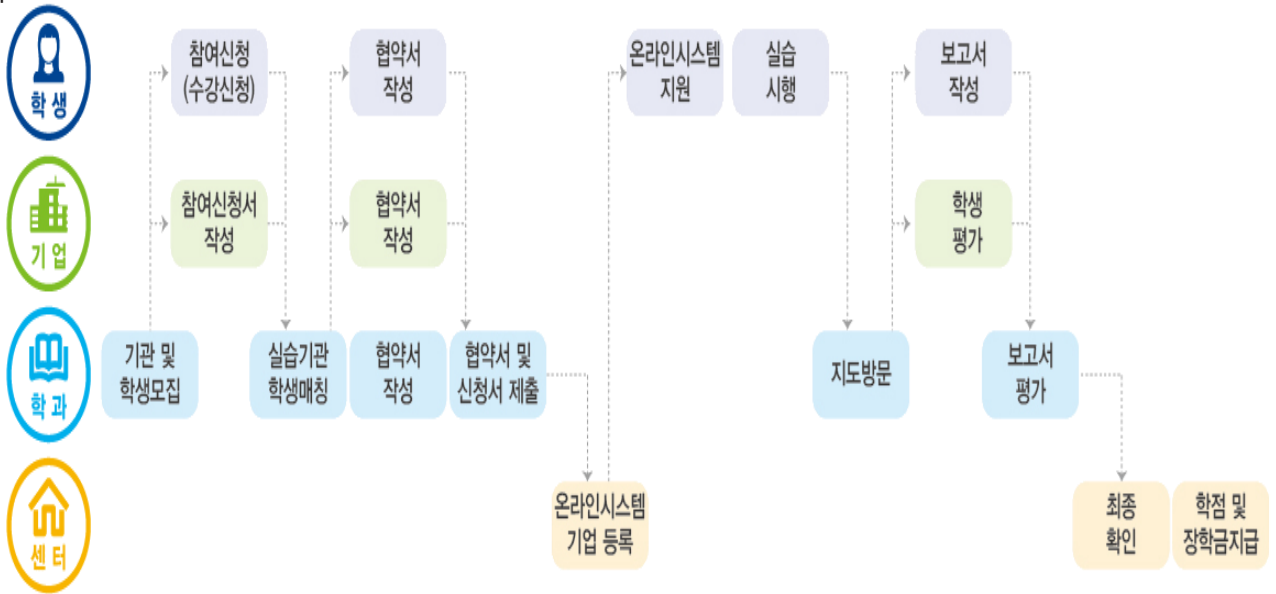 학생
참여신청
(수강신청)
협약서
작성
온라인시스템
지원
실습
시행
보고서
작성
기업
참여신청서
작성
협약서
작성
학생
평가
학과
기관 및
학생모집
실습기관
학생매칭
협약서
작성
협약서 및
신청서 제출
지도방문
보고서
평가
센터
온라인시스템
기업 등록
최종
확인
학점 및
장학금지급